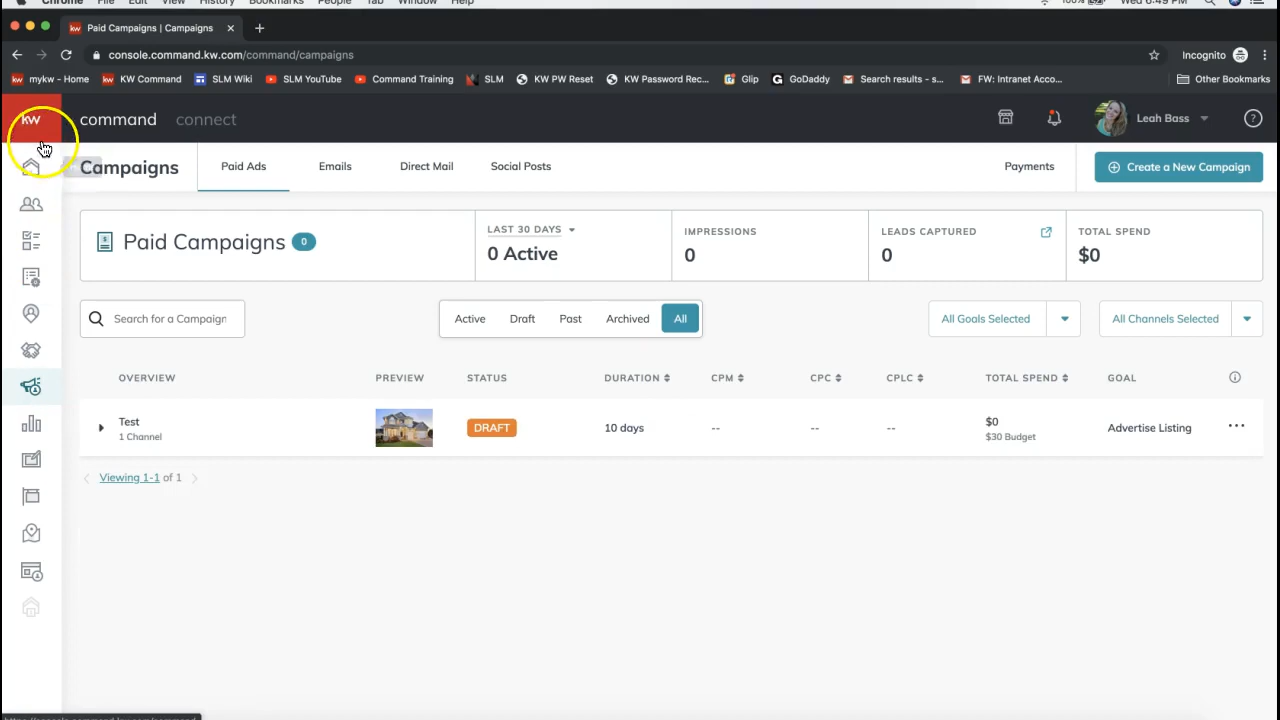 Chrome File Edit View History Bookmarks People Tab Window Help 100% Wed 6:49 PM
kw Paid Campaigns | Campaigns
console.command.kw.com/command/campaigns Incognito
mykw - Home KW Command SLM Wiki SLM YouTube Command Training SLM KW PW Reset KW Password Rec... Glip GoDaddy Search results - s... FW: Intranet Acco... Other Bookmarks
kw command connect Leah Bass
Campaigns Paid Ads Emails Direct Mail Social Posts Payments Create a New Campaign
Paid Campaigns 0
LAST 30 DAYS
0 Active
IMPRESSIONS
0
LEADS CAPTURED
0
TOTAL SPEND
$0
Search for a Campaign Active Draft Past Archived All All Goals Selected All Channels Selected
OVERVIEW PREVIEW STATUS DURATION CPM CPC CPLC TOTAL SPEND GOAL
Test
1 Channel
DRAFT 10 days -- -- --
$0
$30 Budget
Advertise Listing
Viewing 1-1 of 1